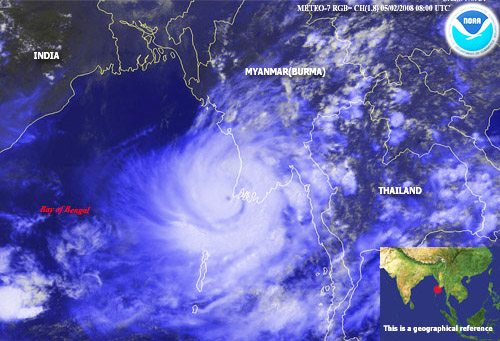 METEO-7 RGB= CH(1,8) 05/02/2008 08:00 UTC
NOAA
INDIA
MYANMAR(BURMA)
THAILAND
Bay of Bengal
This is a geographical reference